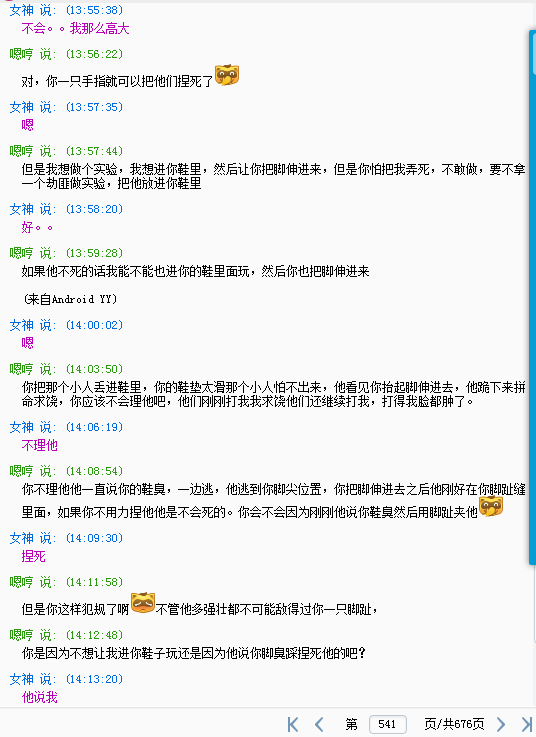 女神 说: (13:55:38)
不会。。我那么高大
嗯哼 说: (13:56:22)
对，你一只手指就可以把他们捏死了
女神 说: (13:57:35)
嗯
嗯哼 说: (13:57:44)
但是我想做个实验，我想进你鞋里，然后让你把脚伸进来，但是你怕把我弄死，不敢做，要不拿
一个劫匪做实验，把他放进你鞋里
女神 说: (13:58:20)
好。。
嗯哼 说: (13:59:28)
如果他不死的话我能不能也进你的鞋里面玩，然后你也把脚伸进来
(来自Android YY)
女神 说: (14:00:02)
嗯
嗯哼 说: (14:03:50)
你把那个小人丢进鞋里，你的鞋垫太滑那个小人怕不出来，他看见你抬起脚伸进去，他跪下来拼
命求饶，你应该不会理他吧，他们刚刚打我我求饶他们还继续打我，打得我脸都肿了。
女神 说: (14:06:19)
不理他
嗯哼 说: (14:08:54)
你不理他他一直说你的鞋臭，一边逃，他逃到你脚尖位置，你把脚伸进去之后他刚好在你脚趾缝
里面，如果你不用力捏他他是不会死的。你会不会因为刚刚他说你鞋臭然后用脚趾夹他
女神 说: (14:09:30)
捏死
嗯哼 说: (14:11:58)
但是你这样犯规了啊 不管他多强壮都不可能敌得过你一只脚趾，
嗯哼 说: (14:12:48)
你是因为不想让我进你鞋子玩还是因为他说你脚臭踩捏死他的吧？
女神 说: (14:13:20)
他说我
第 541 页/共676页